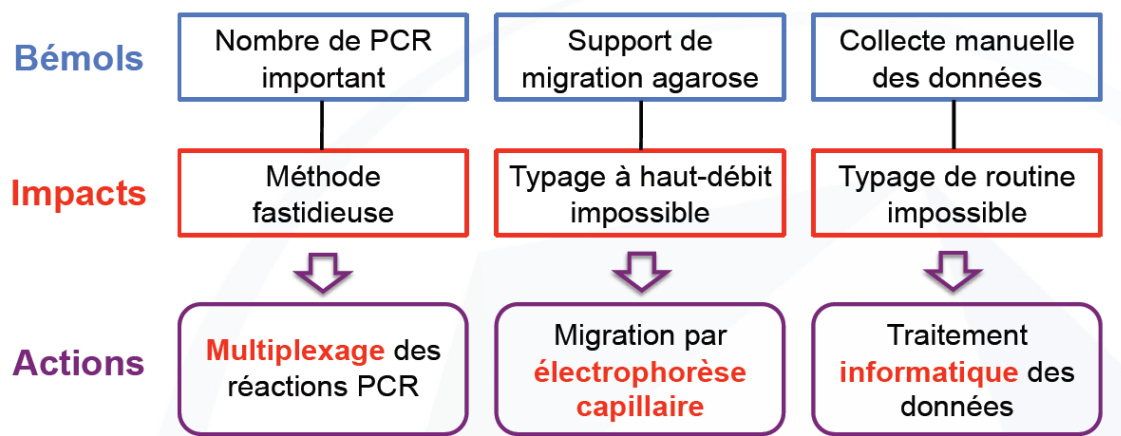 Bémols
Nombre de PCR
important
Support de
migration agarose
Collecte manuelle
des données
Impacts
Méthode
fastidieuse
Typage à haut-débit
impossible
Typage de routine
impossible
Actions
Multiplexage des
réactions PCR
Migration par
électrophorèse
capillaire
Traitement
informatique des
données